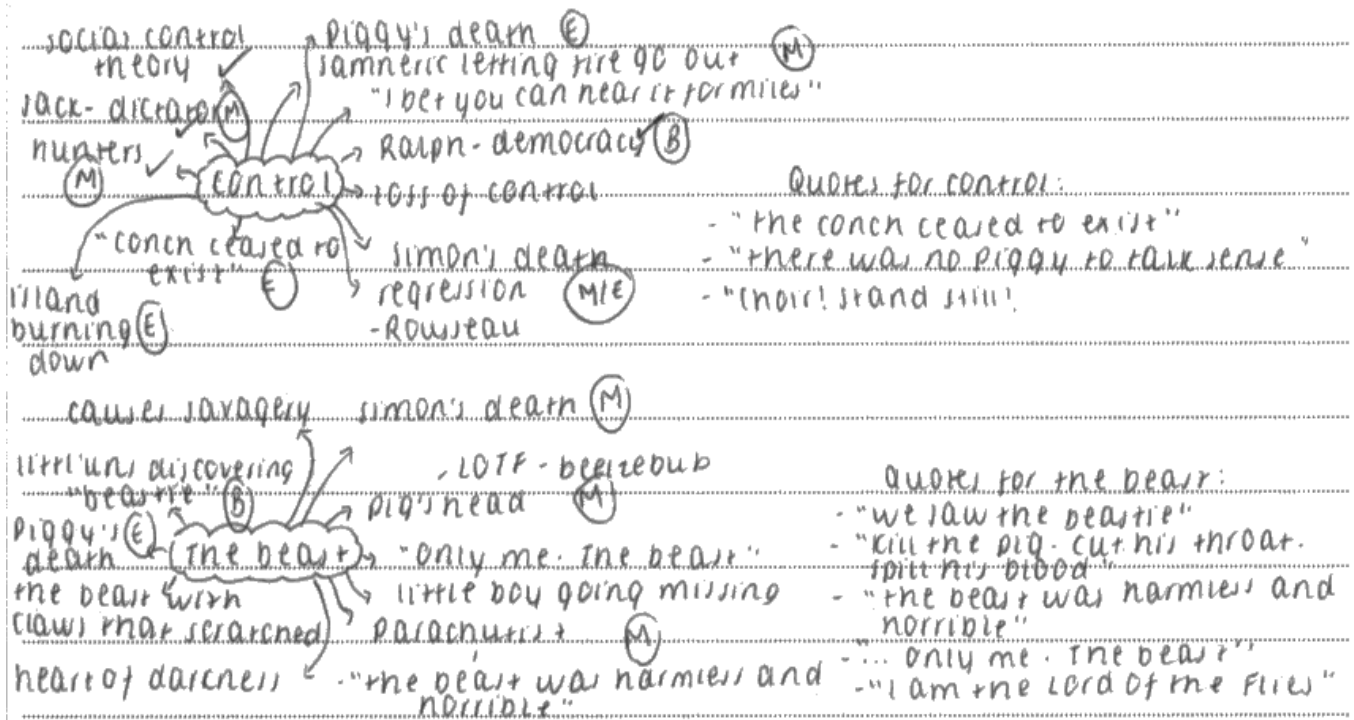 social control theory
Piggy's death (E)
samneric letting fire go out (M)
"I bet you can hear it for miles"
Jack - dictator (M)
hunters
(M)
Ralph - democracy (B)
control
loss of control
"conch ceased to
exist" (E)
simon's death
regression (M/E)
- Rousseau
island
burning (E)
down
Quotes for control:
- "the conch ceased to exist"
- "there was no Piggy to talk sense"
- "Choir! Stand still!
causes savagery
simon's death (M)
littl'uns discovering
"beastie" (B)
LOTF - beelzebub
pig's head (M)
Piggy's (E)
death
The beast
"only me. The beast"
the beast with
claws that scratched
little boy going missing
parachutist (M)
heart of darkness
- "the beast was harmless and
horrible"
Quotes for the beast:
- "we saw the beastie"
- "Kill the pig. Cut his throat.
spill his blood"
- "the beast was harmless and
horrible"
- "... only me. The beast"
- "I am the Lord Of the Flies"